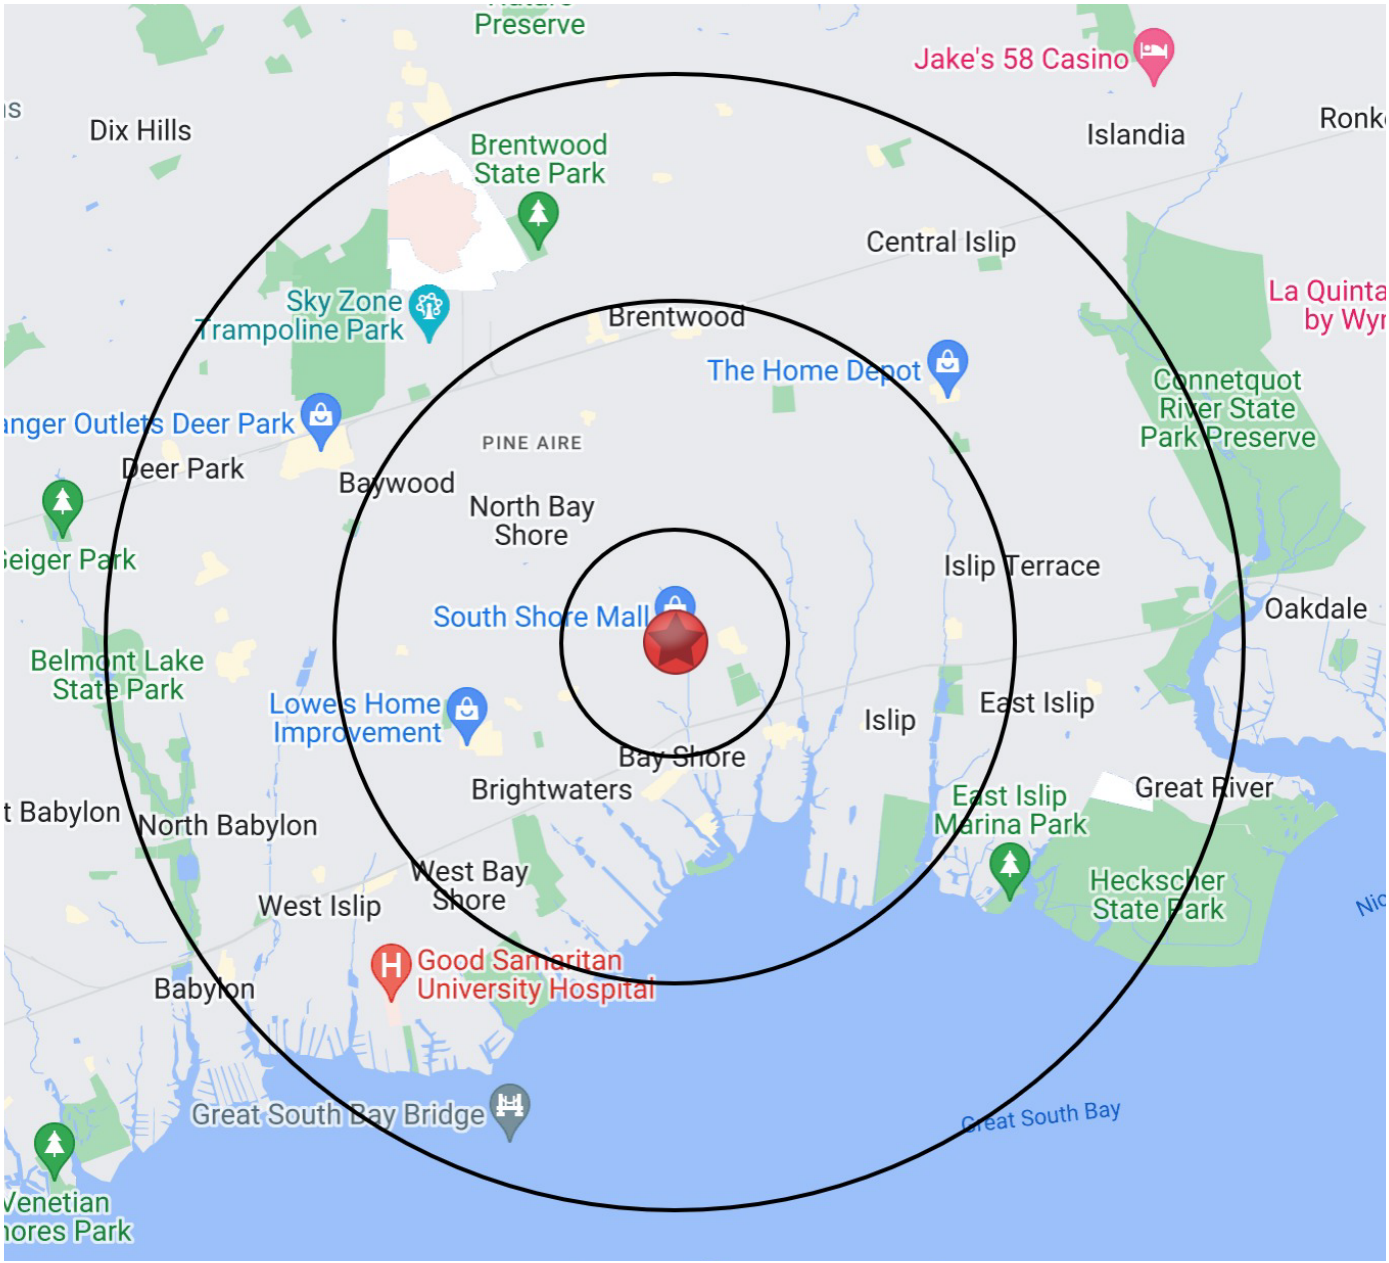 Preserve
Jake's 58 Casino
Dix Hills
Islandia
Brentwood
State Park
Central Islip
Sky Zone
Trampoline Park
La Quinta
by Wyn
Brentwood
The Home Depot
Connetquot
River State
Park Preserve
anger Outlets Deer Park
Deer Park
PINE AIRE
Baywood
North Bay
Shore
Geiger Park
Islip Terrace
South Shore Mall
Oakdale
Belmont Lake
State Park
Lowe's Home
Improvement
Islip
East Islip
Bay Shore
Brightwaters
Great River
East Islip
Marina Park
t Babylon
North Babylon
West Bay
Shore
West Islip
Heckscher
State Park
Nic
H
Good Samaritan
University Hospital
Babylon
Great South Bay Bridge
Great South Bay
Venetian
hores Park